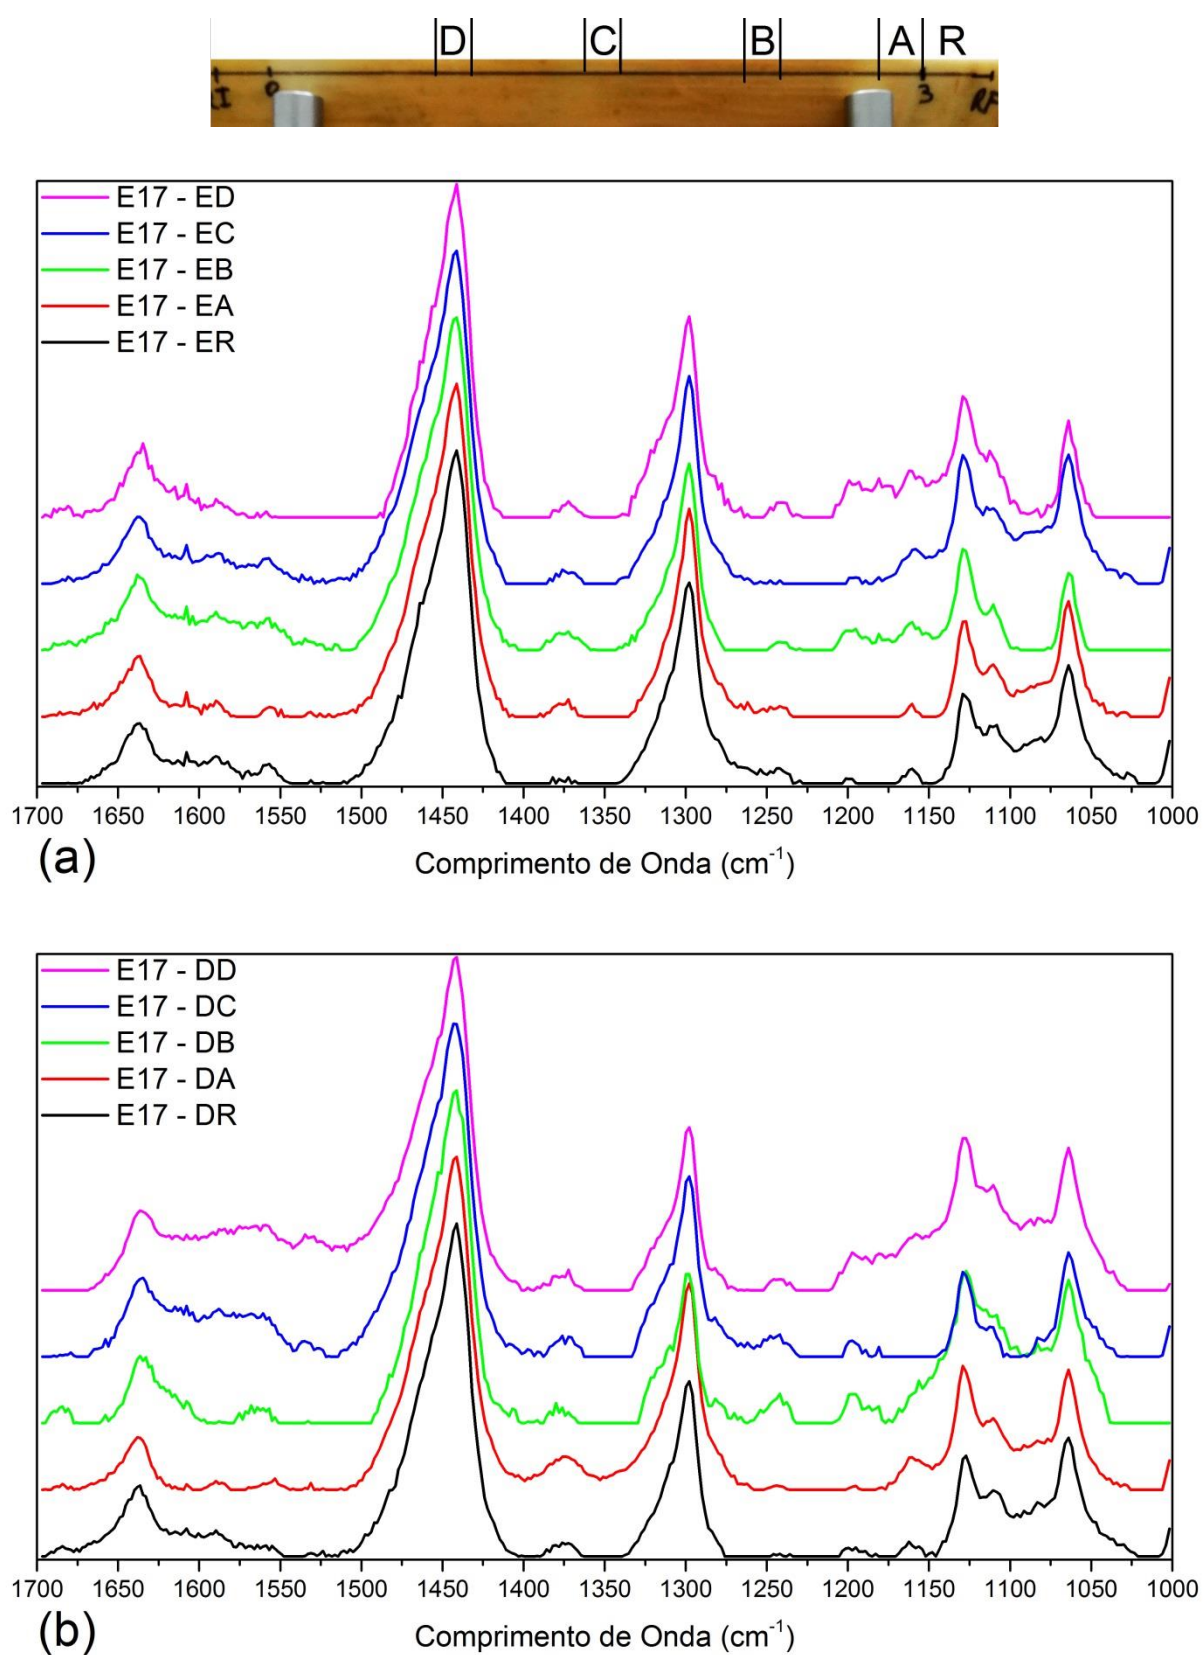 D C B A R
RI 0 3 RF
E17 - ED
E17 - EC
E17 - EB
E17 - EA
E17 - ER
1700 1650 1600 1550 1500 1450 1400 1350 1300 1250 1200 1150 1100 1050 1000
(a) Comprimento de Onda (cm⁻¹)
E17 - DD
E17 - DC
E17 - DB
E17 - DA
E17 - DR
1700 1650 1600 1550 1500 1450 1400 1350 1300 1250 1200 1150 1100 1050 1000
(b) Comprimento de Onda (cm⁻¹)